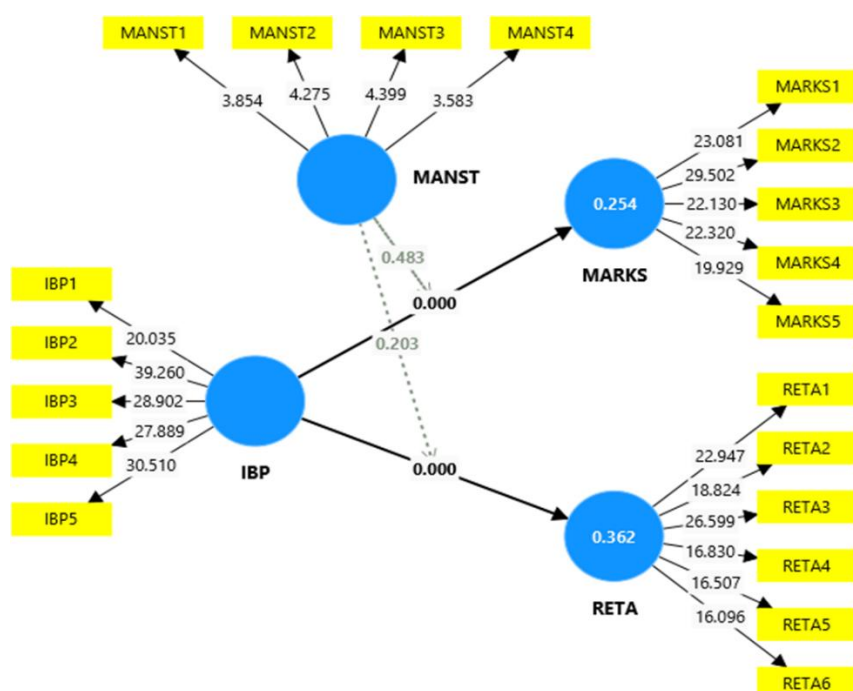 MANST1
MANST2
MANST3
MANST4
3.854
4.275
4.399
3.583
MANST
MARKS1
MARKS2
MARKS3
MARKS4
MARKS5
23.081
29.502
22.130
22.320
19.929
0.254
MARKS
0.483
0.000
0.203
0.000
IBP1
IBP2
IBP3
IBP4
IBP5
20.035
39.260
28.902
27.889
30.510
IBP
RETA1
RETA2
RETA3
RETA4
RETA5
RETA6
22.947
18.824
26.599
16.830
16.507
16.096
0.362
RETA